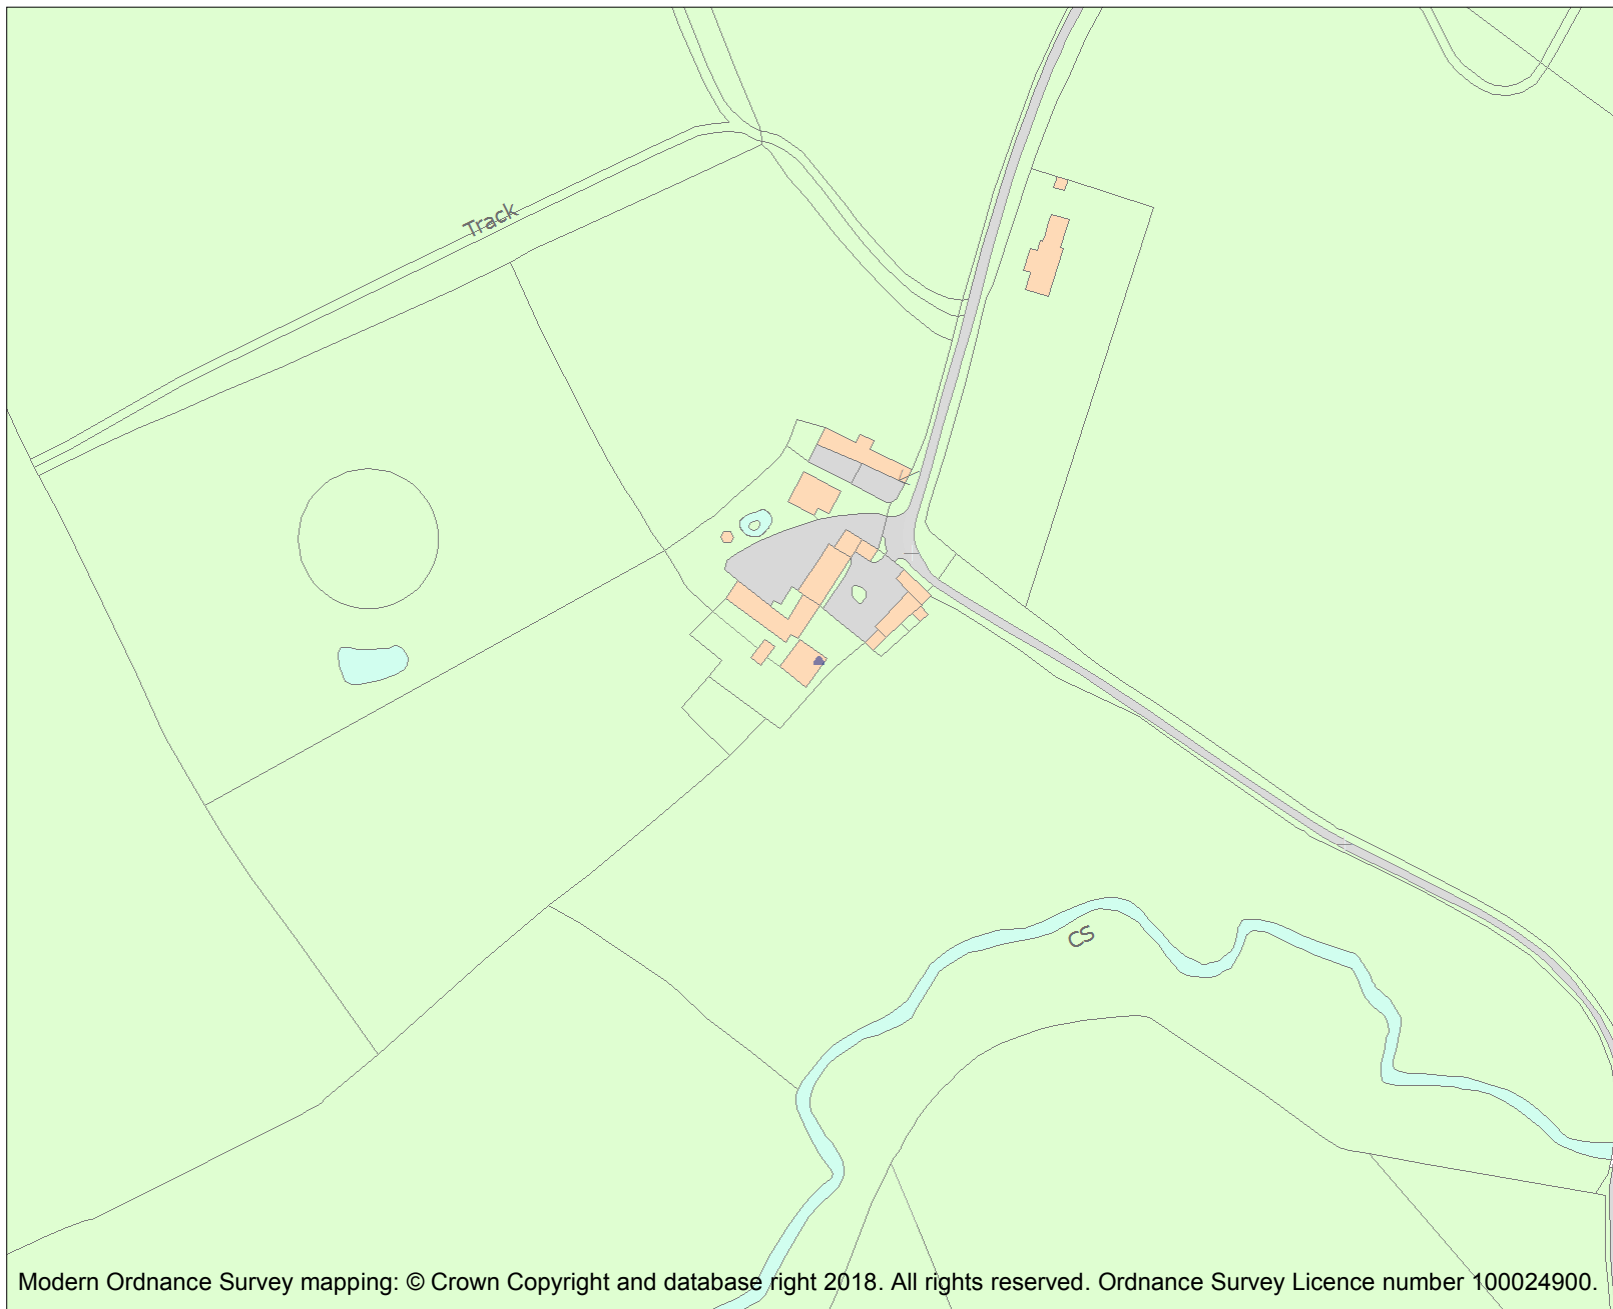 Track
CS
Modern Ordnance Survey mapping: © Crown Copyright and database right 2018. All rights reserved. Ordnance Survey Licence number 100024900.